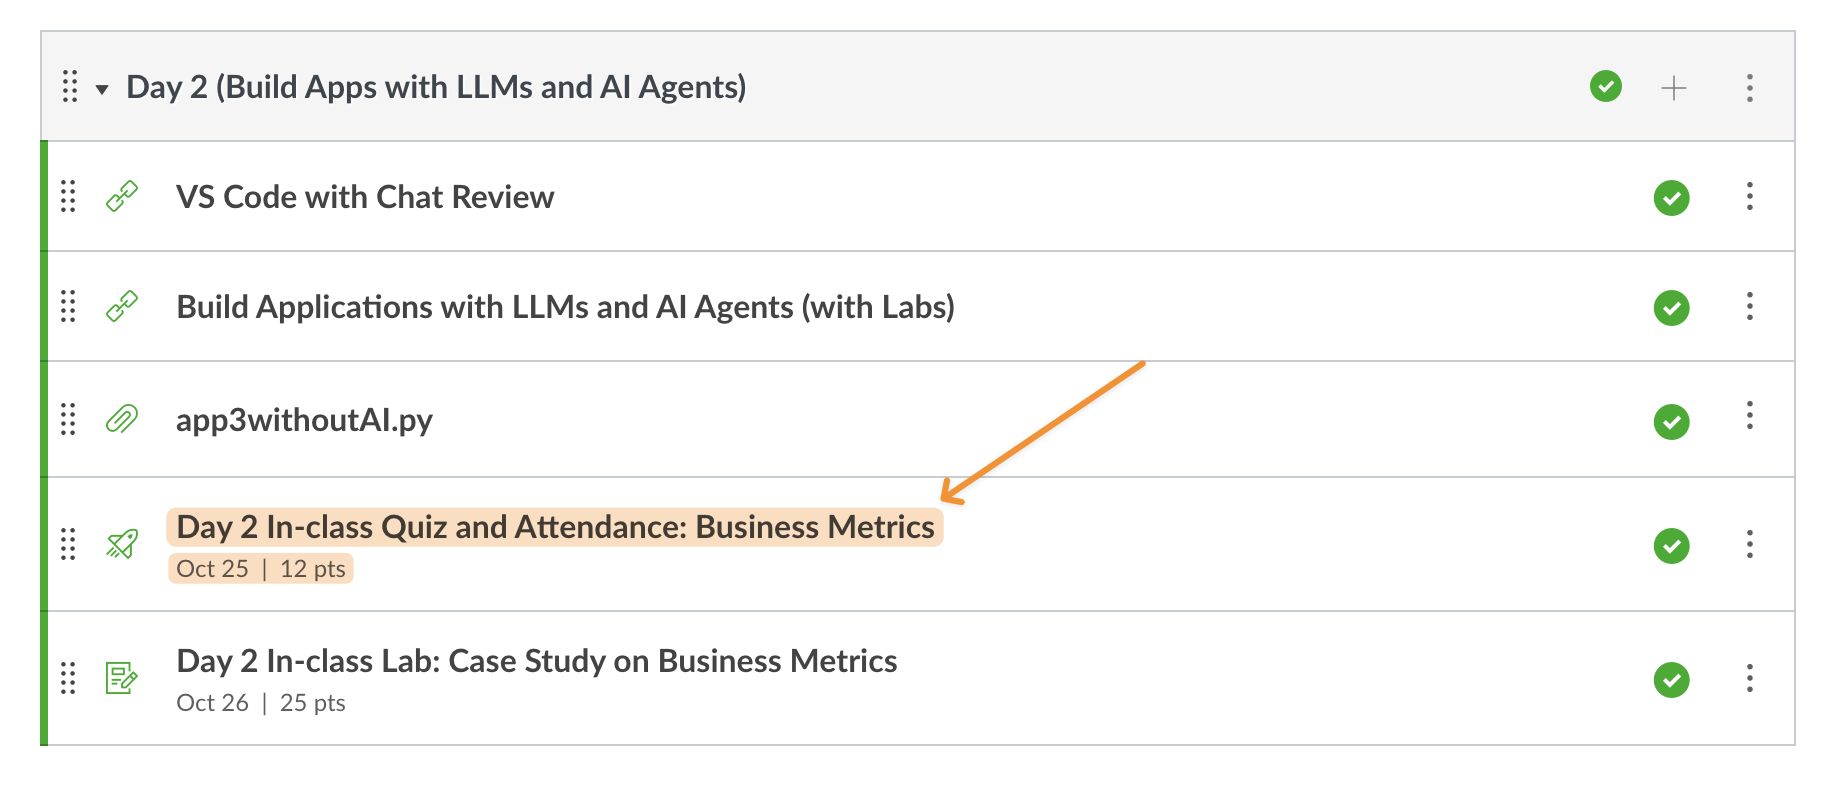 Day 2 (Build Apps with LLMs and AI Agents)
VS Code with Chat Review
Build Applications with LLMs and AI Agents (with Labs)
app3withoutAI.py
Day 2 In-class Quiz and Attendance: Business Metrics
Oct 25 | 12 pts
Day 2 In-class Lab: Case Study on Business Metrics
Oct 26 | 25 pts